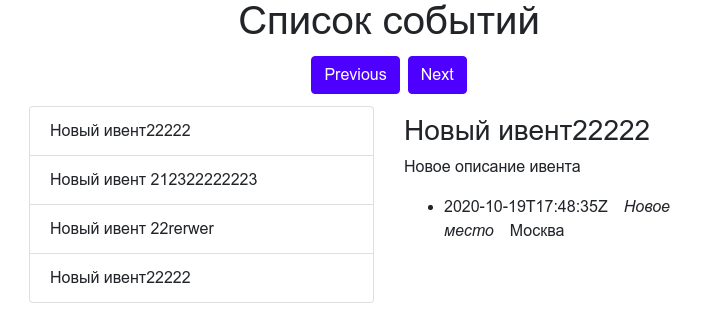 Список событий
Previous Next
Новый ивент22222
Новый ивент 212322222223
Новый ивент 22rerwer
Новый ивент22222
Новый ивент22222
Новое описание ивента
2020-10-19T17:48:35Z Новое
место Москва